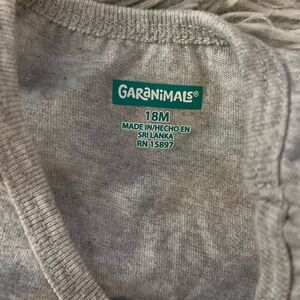 GARANIMALS®
18M
MADE IN/HECHO EN
SRI LANKA
RN 15897